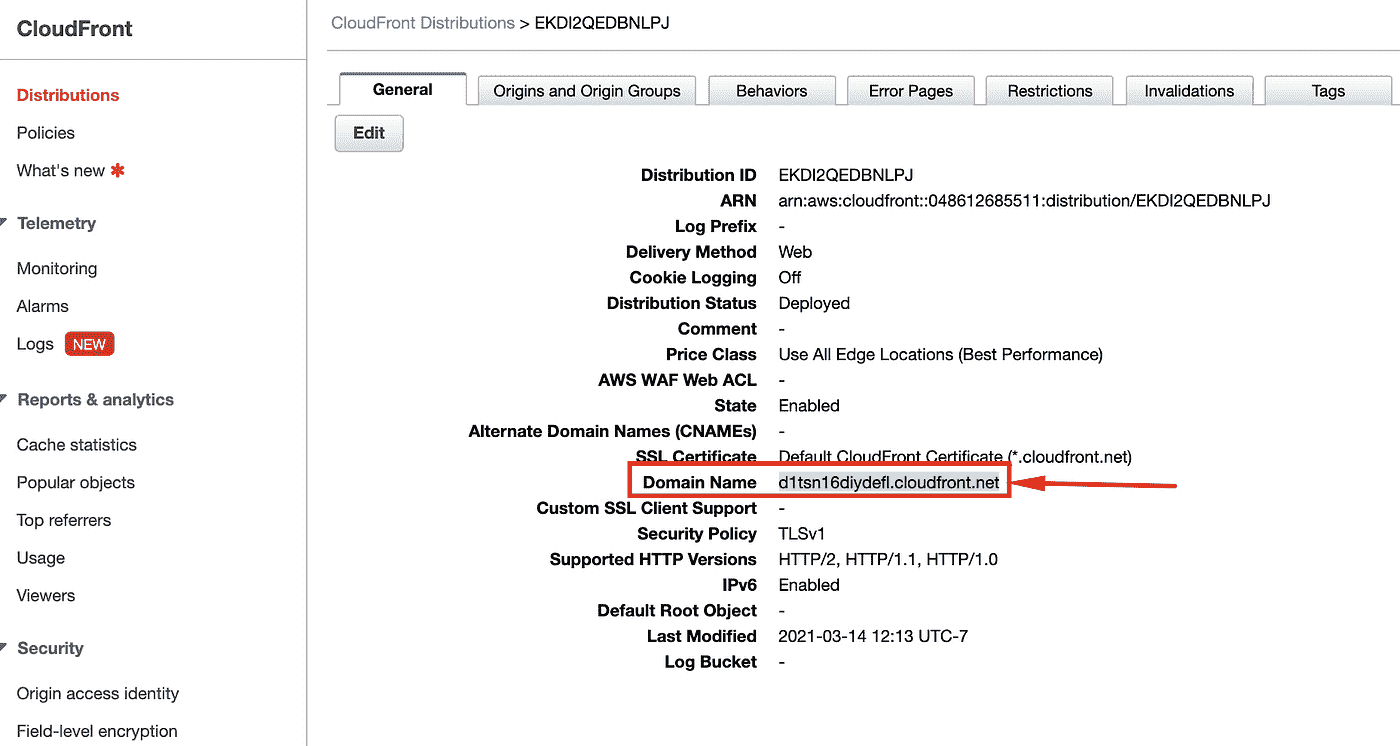 CloudFront
Distributions
Policies
What's new ✱
Telemetry
Monitoring
Alarms
Logs NEW
Reports & analytics
Cache statistics
Popular objects
Top referrers
Usage
Viewers
Security
Origin access identity
Field-level encryption
CloudFront Distributions > EKDI2QEDBNLPJ
General Origins and Origin Groups Behaviors Error Pages Restrictions Invalidations Tags
Edit
Distribution ID EKDI2QEDBNLPJ
ARN arn:aws:cloudfront::048612685511:distribution/EKDI2QEDBNLPJ
Log Prefix -
Delivery Method Web
Cookie Logging Off
Distribution Status Deployed
Comment -
Price Class Use All Edge Locations (Best Performance)
AWS WAF Web ACL -
State Enabled
Alternate Domain Names (CNAMEs) -
SSL Certificate Default CloudFront Certificate (*.cloudfront.net)
Domain Name d1tsn16diydefl.cloudfront.net
Custom SSL Client Support -
Security Policy TLSv1
Supported HTTP Versions HTTP/2, HTTP/1.1, HTTP/1.0
IPv6 Enabled
Default Root Object -
Last Modified 2021-03-14 12:13 UTC-7
Log Bucket -